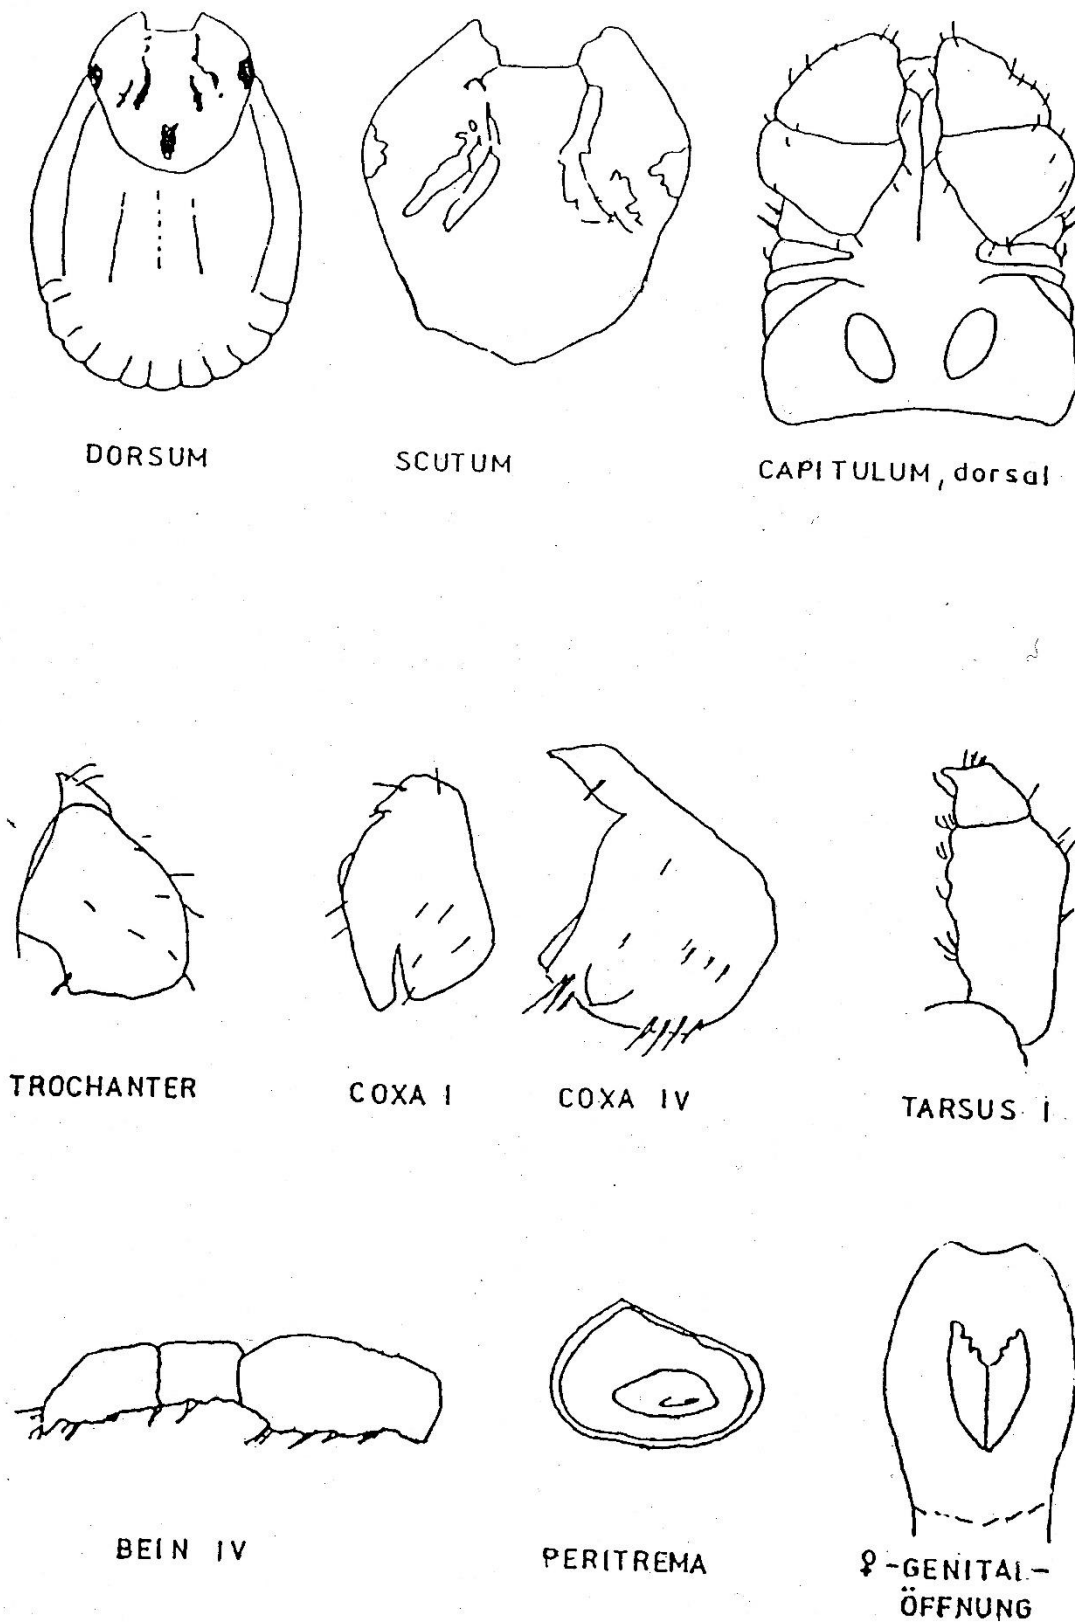 DORSUM
SCUTUM
CAPITULUM, dorsal
TROCHANTER
COXA I
COXA IV
TARSUS I
BEIN IV
PERITREMA
♀-GENITAL-
ÖFFNUNG